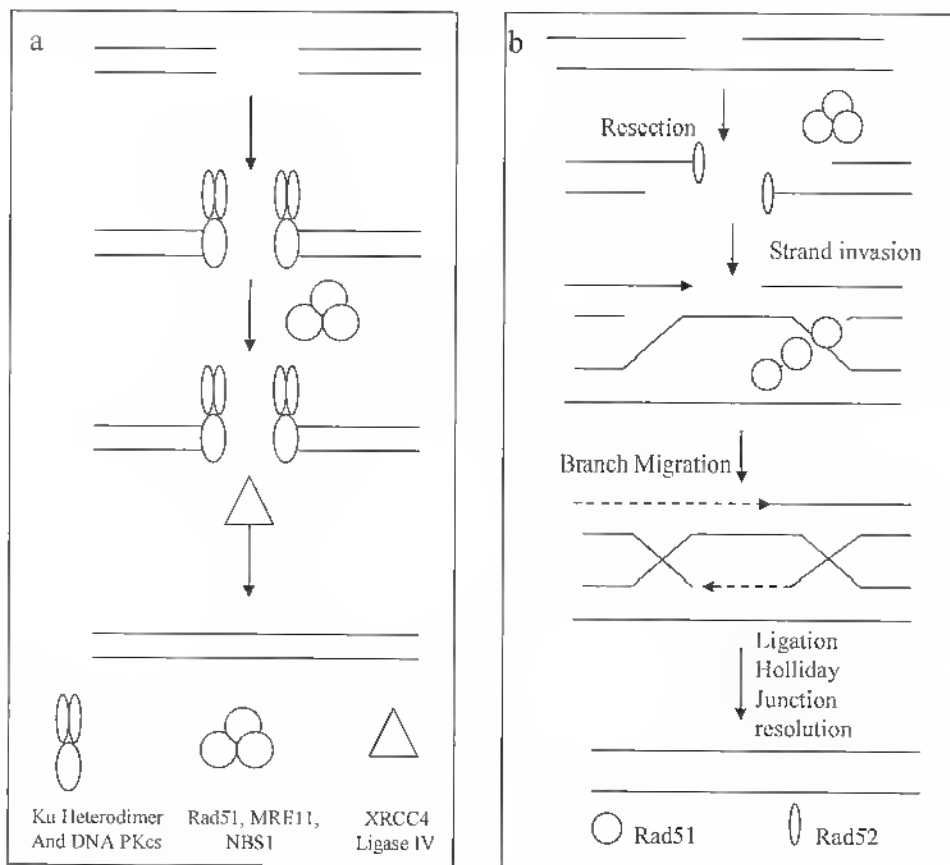 a
Ku Heterodimer
And DNA PKcs
Rad51, MRE11,
NBS1
XRCC4
Ligase IV
b
Resection
Strand invasion
Branch Migration
Ligation
Holliday
Junction
resolution
Rad51
Rad52